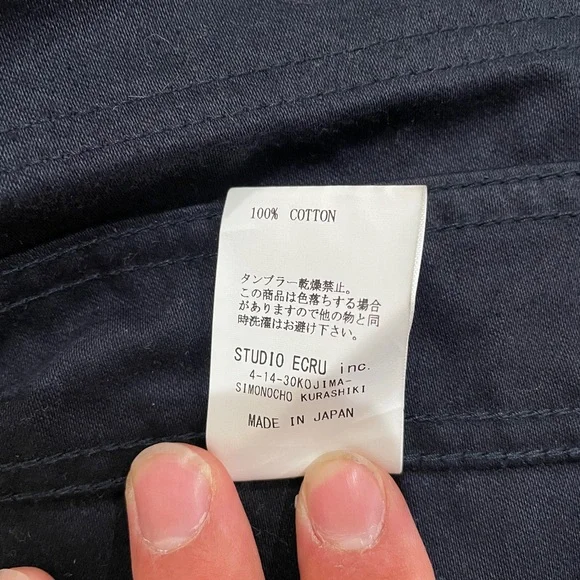 100% COTTON
タンブラー乾燥禁止。
この商品は色落ちする場合
がありますので他の物と同
時洗濯はお避け下さい。
STUDIO ECRU inc.
4-14-30KOJIMA-
SIMONOCHO KURASHIKI
MADE IN JAPAN